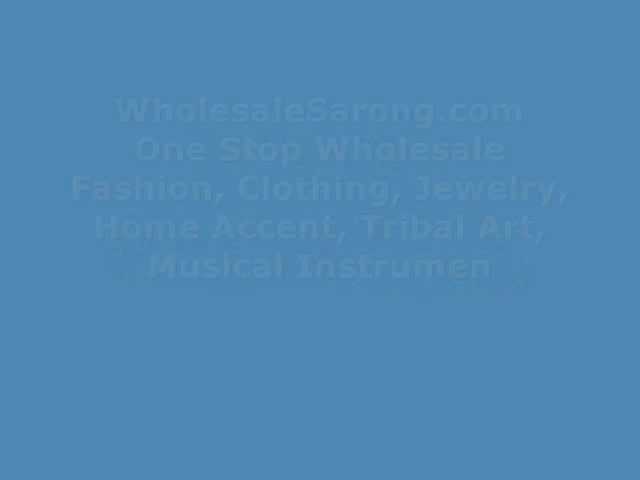 WholesaleSarong.com
One Stop Wholesale
Fashion, Clothing, Jewelry,
Home Accent, Tribal Art,
Musical Instrumen